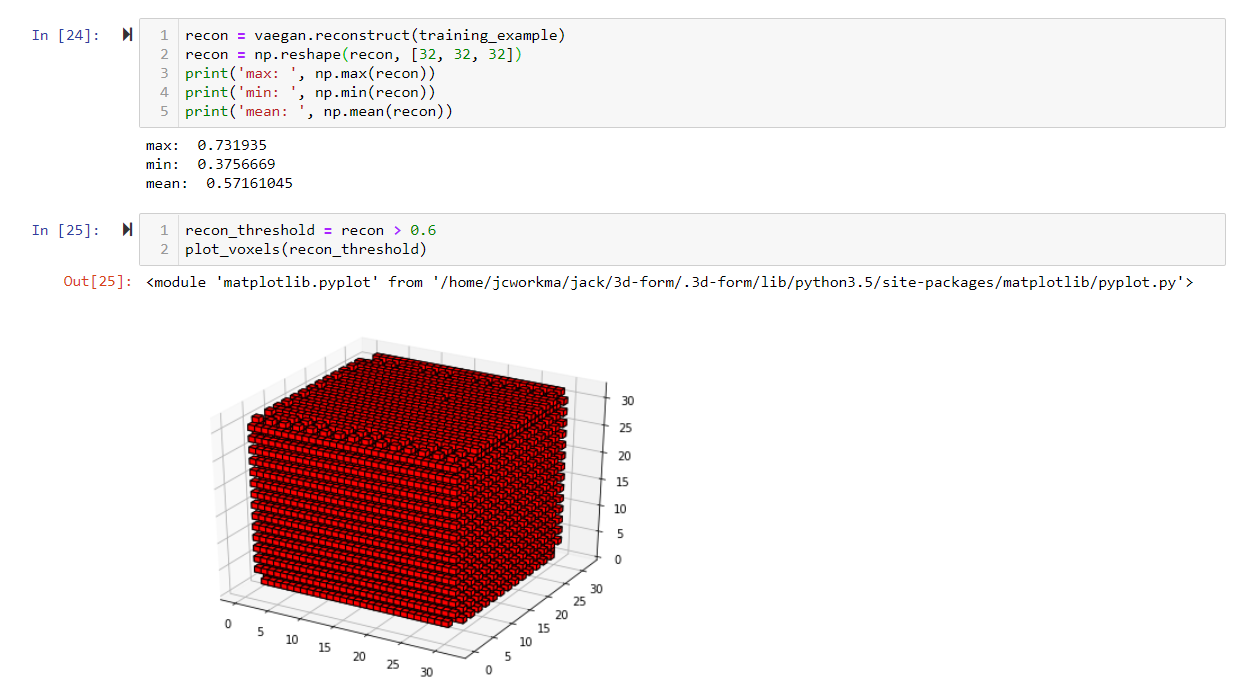 In [24]:
1 recon = vaegan.reconstruct(training_example)
2 recon = np.reshape(recon, [32, 32, 32])
3 print('max: ', np.max(recon))
4 print('min: ', np.min(recon))
5 print('mean: ', np.mean(recon))
max:  0.731935
min:  0.3756669
mean:  0.57161045
In [25]:
1 recon_threshold = recon > 0.6
2 plot_voxels(recon_threshold)
Out[25]: <module 'matplotlib.pyplot' from '/home/jcworkma/jack/3d-form/.3d-form/lib/python3.5/site-packages/matplotlib/pyplot.py'>
30
25
20
15
10
5
0
0
5
10
15
20
25
30
0
5
10
15
20
25
30